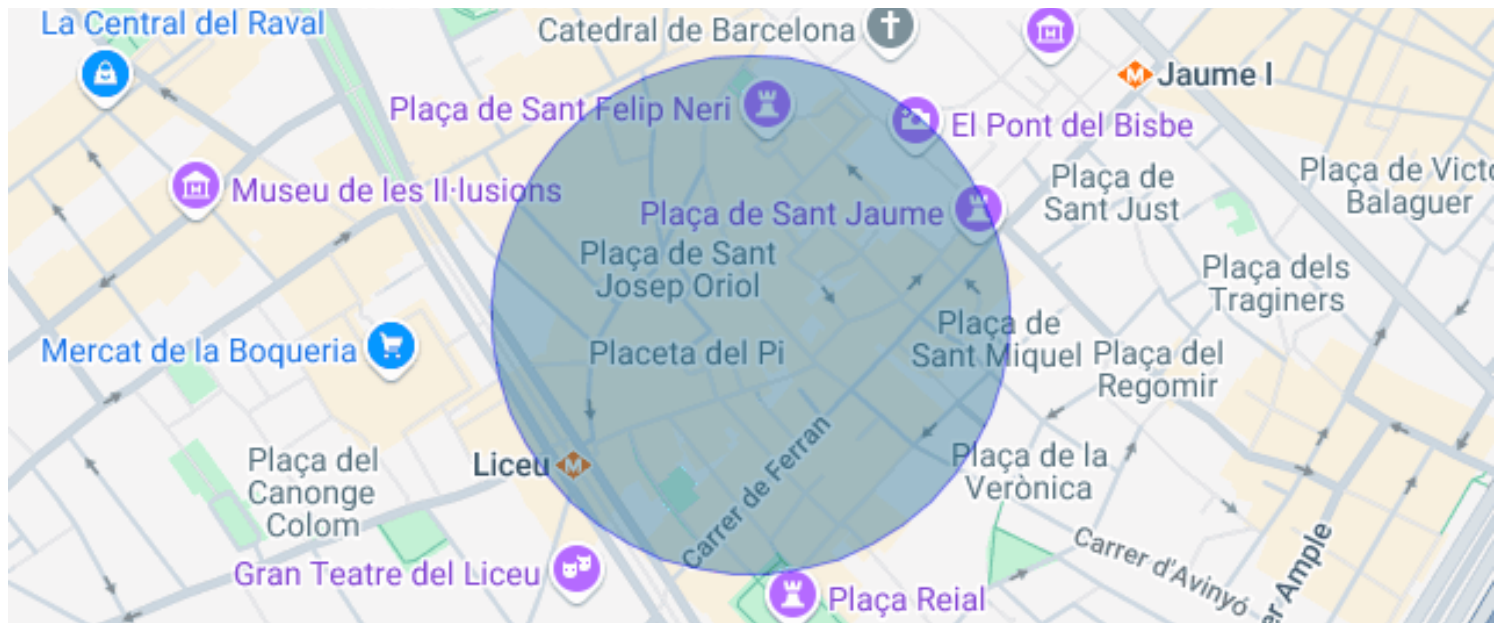 La Central del Raval
Catedral de Barcelona
Jaume I
Plaça de Sant Felip Neri
El Pont del Bisbe
Museu de les Il·lusions
Plaça de
Sant Just
Plaça de
Balaguer
Plaça de Sant Jaume
Plaça de Sant
Josep Oriol
Plaça dels
Traginers
Mercat de la Boqueria
Placeta del Pi
Plaça de
Sant Miquel
Plaça del
Regomir
Plaça del
Canonge
Colom
Liceu
Carrer de Ferran
Plaça de la
Verònica
Carrer d'Avinyó
Ample
Gran Teatre del Liceu
Plaça Reial